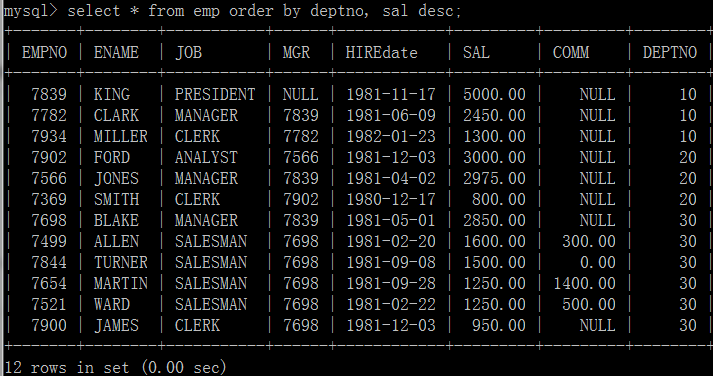 mysql> select * from emp order by deptno, sal desc;
+-------+--------+-----------+------+------------+---------+---------+--------+
| EMPNO | ENAME | JOB | MGR | HIREdate | SAL | COMM | DEPTNO |
+-------+--------+-----------+------+------------+---------+---------+--------+
| 7839 | KING | PRESIDENT | NULL | 1981-11-17 | 5000.00 | NULL | 10 |
| 7782 | CLARK | MANAGER | 7839 | 1981-06-09 | 2450.00 | NULL | 10 |
| 7934 | MILLER | CLERK | 7782 | 1982-01-23 | 1300.00 | NULL | 10 |
| 7902 | FORD | ANALYST | 7566 | 1981-12-03 | 3000.00 | NULL | 20 |
| 7566 | JONES | MANAGER | 7839 | 1981-04-02 | 2975.00 | NULL | 20 |
| 7369 | SMITH | CLERK | 7902 | 1980-12-17 | 800.00 | NULL | 20 |
| 7698 | BLAKE | MANAGER | 7839 | 1981-05-01 | 2850.00 | NULL | 30 |
| 7499 | ALLEN | SALESMAN | 7698 | 1981-02-20 | 1600.00 | 300.00 | 30 |
| 7844 | TURNER | SALESMAN | 7698 | 1981-09-08 | 1500.00 | 0.00 | 30 |
| 7654 | MARTIN | SALESMAN | 7698 | 1981-09-28 | 1250.00 | 1400.00 | 30 |
| 7521 | WARD | SALESMAN | 7698 | 1981-02-22 | 1250.00 | 500.00 | 30 |
| 7900 | JAMES | CLERK | 7698 | 1981-12-03 | 950.00 | NULL | 30 |
+-------+--------+-----------+------+------------+---------+---------+--------+
12 rows in set (0.00 sec)